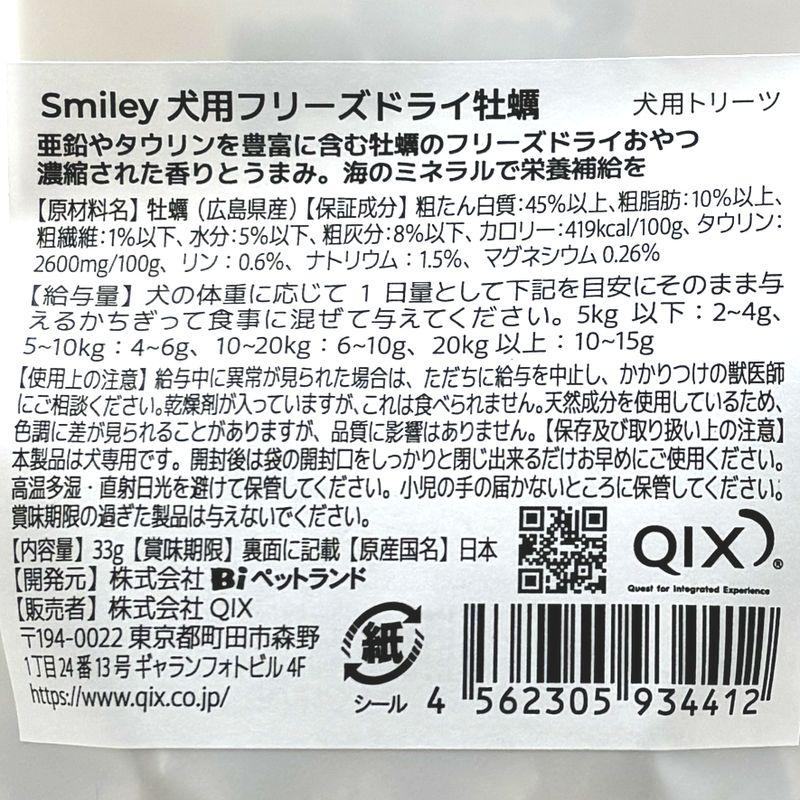 Smiley 犬用フリーズドライ牡蠣 犬用トリーツ
亜鉛やタウリンを豊富に含む牡蠣のフリーズドライおやつ
濃縮された香りとうまみ。海のミネラルで栄養補給を
【原材料名】牡蠣（広島県産）【保証成分】粗たん白質:45%以上、粗脂肪:10%以上、
粗繊維:1%以下、水分:5%以下、粗灰分:8%以下、カロリー:419kcal/100g、タウリン:
2600mg/100g、リン：0.6%、ナトリウム：1.5%、マグネシウム 0.26%
【給与量】犬の体重に応じて 1 日量として下記を目安にそのまま与
えるかちぎって食事に混ぜて与えてください。5kg 以下：2~4g、
5~10kg：4~6g、10~20kg：6~10g、20kg 以上：10~15g
【使用上の注意】給与中に異常が見られた場合は、ただちに給与を中止し、かかりつけの獣医師
にご相談ください。乾燥剤が入っていますが、これは食べられません。天然成分を使用しているため、
色調に差が見られることがありますが、品質に影響はありません。【保存及び取り扱い上の注意】
本製品は犬専用です。開封後は袋の開封口をしっかりと閉じ出来るだけお早めにご使用ください。
高温多湿・直射日光を避けて保管してください。小児の手の届かないところに保管してください。
賞味期限の過ぎた製品は与えないでください。
【内容量】33g【賞味期限】裏面に記載【原産国名】日本
【開発元】株式会社 Bi ペットランド
【販売者】株式会社 QIX
〒194-0022 東京都町田市森野
1丁目24番13号ギャランフォトビル 4F
https://www.qix.co.jp/
QIX®
Quest for Integrated Experience
紙
シール
4 562305 934412